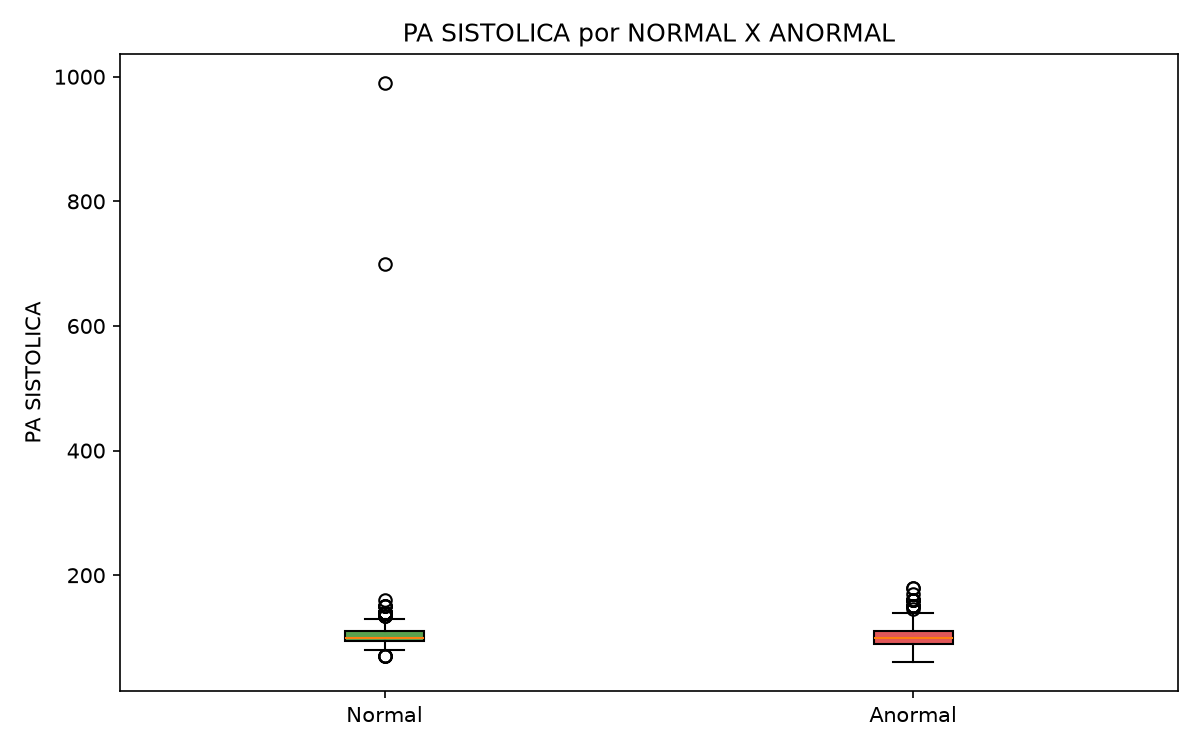 PA SISTOLICA por NORMAL X ANORMAL
1000
800
600
400
200
PA SISTOLICA
Normal
Anormal